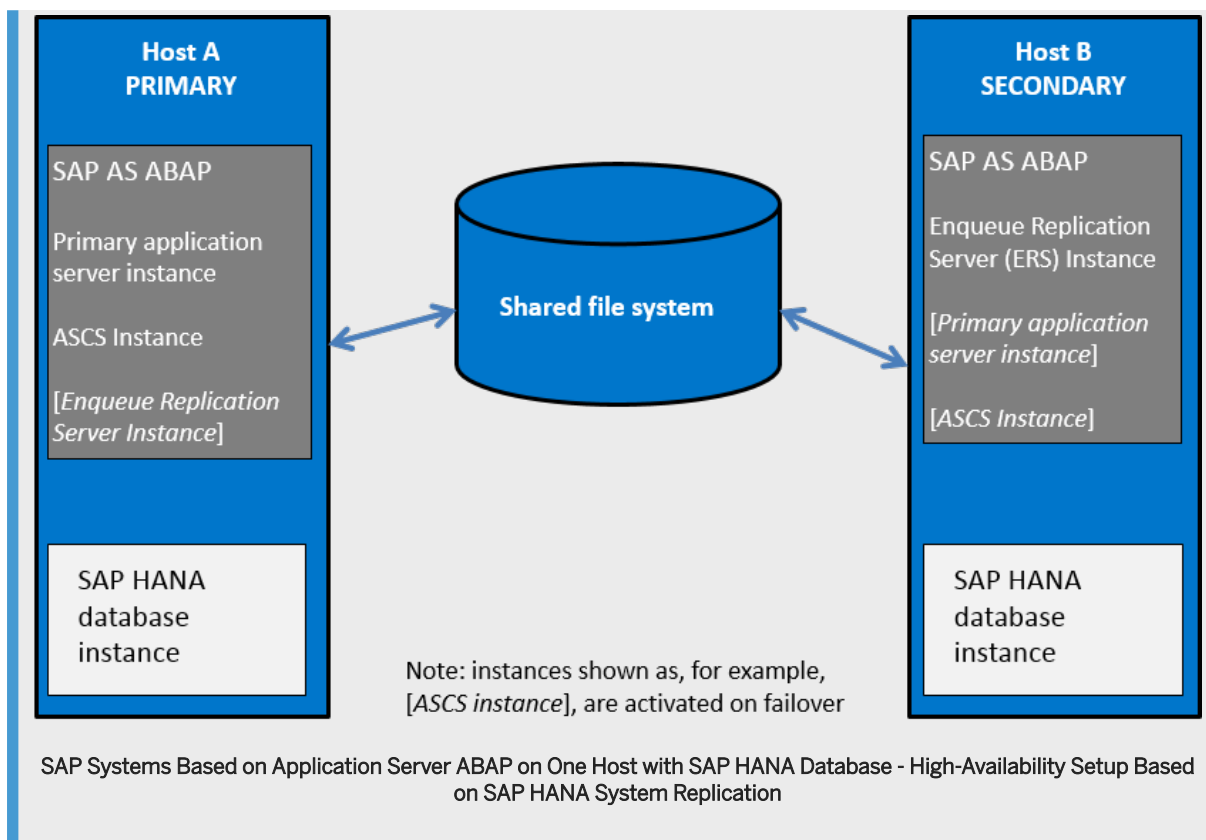 Host A
PRIMARY
SAP AS ABAP
Primary application
server instance
ASCS Instance
[Enqueue Replication
Server Instance]
SAP HANA
database
instance
Shared file system
Host B
SECONDARY
SAP AS ABAP
Enqueue Replication
Server (ERS) Instance
[Primary application
server instance]
[ASCS Instance]
SAP HANA
database
instance
Note: instances shown as, for example,
[ASCS instance], are activated on failover
SAP Systems Based on Application Server ABAP on One Host with SAP HANA Database - High-Availability Setup Based
on SAP HANA System Replication